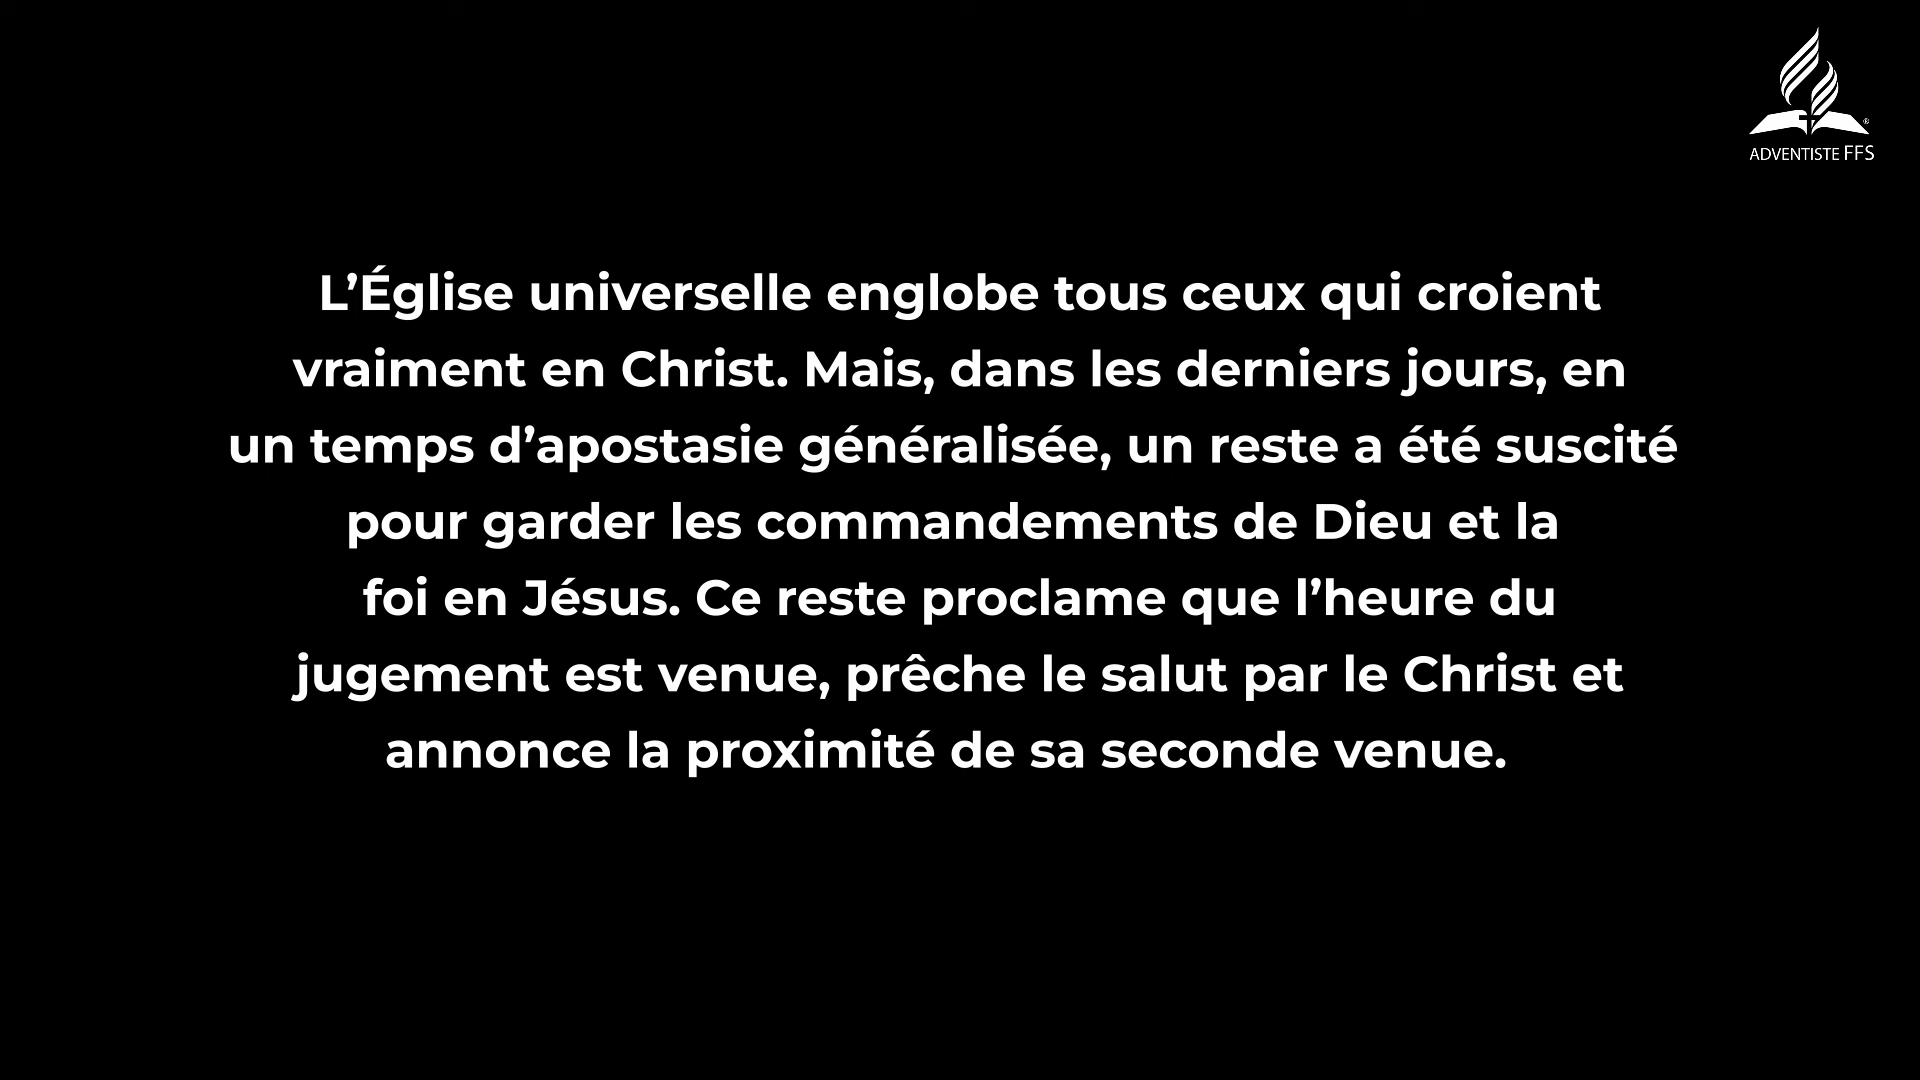 ADVENTISTE FFS
L’Église universelle englobe tous ceux qui croient
vraiment en Christ. Mais, dans les derniers jours, en
un temps d’apostasie généralisée, un reste a été suscité
pour garder les commandements de Dieu et la
foi en Jésus. Ce reste proclame que l’heure du
jugement est venue, prêche le salut par le Christ et
annonce la proximité de sa seconde venue.